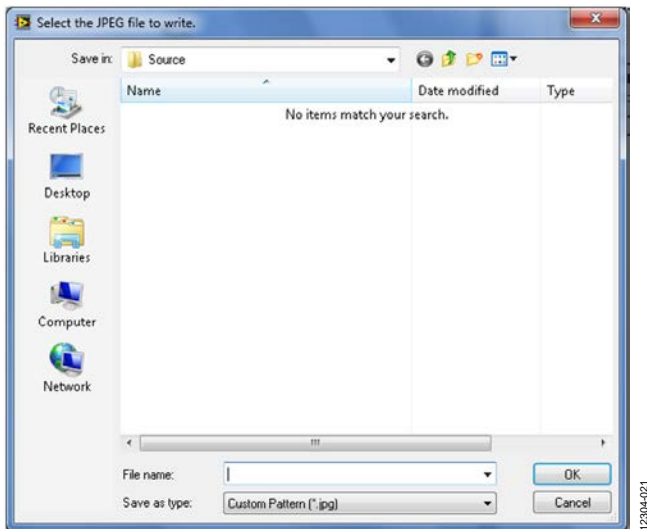 Select the JPEG file to write.
Save in: Source
Name Date modified Type
No items match your search.
Recent Places
Desktop
Libraries
Computer
Network
File name: OK
Save as type: Custom Pattern (*.jpg) Cancel
12304-021